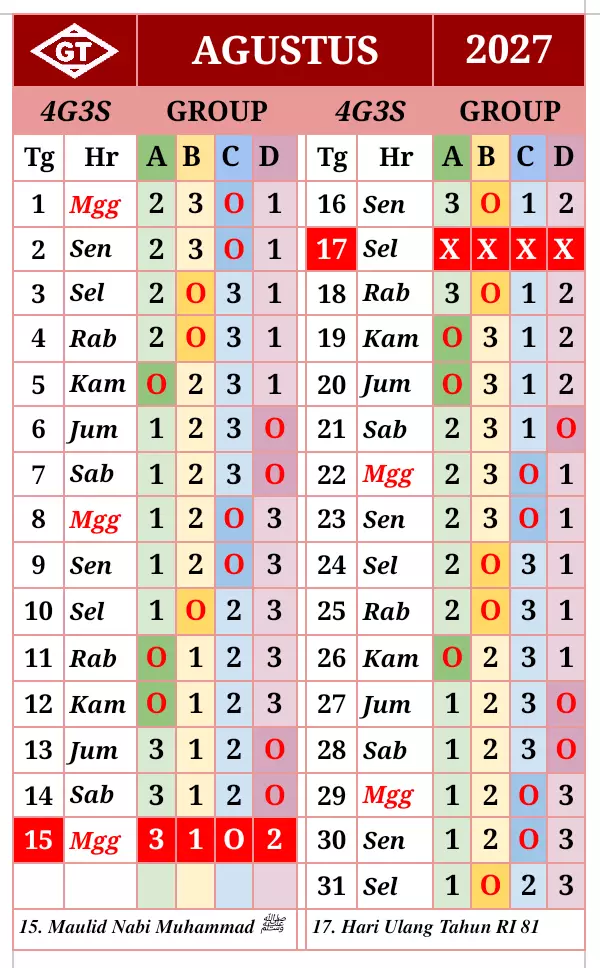 GT AGUSTUS 2027
4G3S GROUP 4G3S GROUP
Tg Hr A B C D Tg Hr A B C D
1 Mgg 2 3 O 1 16 Sen 3 O 1 2
2 Sen 2 3 O 1 17 Sel X X X X
3 Sel 2 O 3 1 18 Rab 3 O 1 2
4 Rab 2 O 3 1 19 Kam O 3 1 2
5 Kam O 2 3 1 20 Jum O 3 1 2
6 Jum 1 2 3 O 21 Sab 2 3 1 O
7 Sab 1 2 3 O 22 Mgg 2 3 O 1
8 Mgg 1 2 O 3 23 Sen 2 3 O 1
9 Sen 1 2 O 3 24 Sel 2 O 3 1
10 Sel 1 O 2 3 25 Rab 2 O 3 1
11 Rab O 1 2 3 26 Kam O 2 3 1
12 Kam O 1 2 3 27 Jum 1 2 3 O
13 Jum 3 1 2 O 28 Sab 1 2 3 O
14 Sab 3 1 2 O 29 Mgg 1 2 O 3
15 Mgg 3 1 O 2 30 Sen 1 2 O 3
31 Sel 1 O 2 3
15. Maulid Nabi Muhammad ﷺ 17. Hari Ulang Tahun RI 81